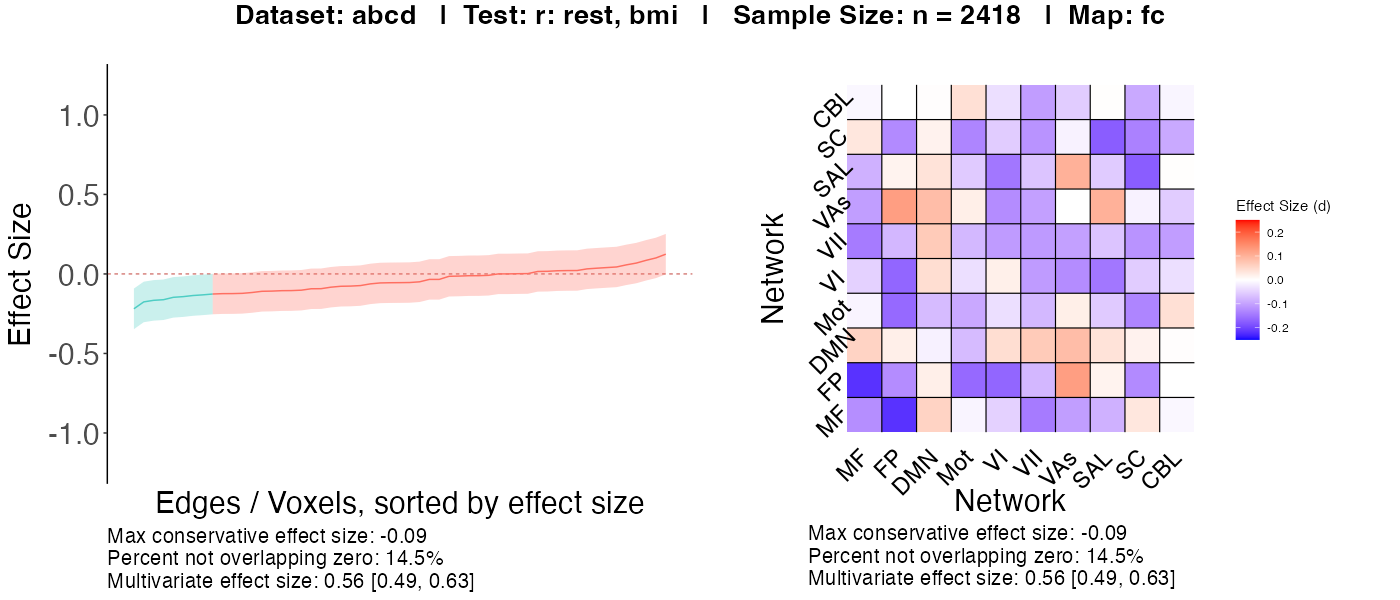 Dataset: abcd | Test: r: rest, bmi | Sample Size: n = 2418 | Map: fc
Effect Size
1.0
0.5
0.0
-0.5
-1.0
Edges / Voxels, sorted by effect size
Max conservative effect size: -0.09
Percent not overlapping zero: 14.5%
Multivariate effect size: 0.56 [0.49, 0.63]
Network
CBL
SC
SAL
VAs
VII
VI
Mot
DMN
FP
MF
MF
FP
DMN
Mot
VI
VII
VAs
SAL
SC
CBL
Network
Max conservative effect size: -0.09
Percent not overlapping zero: 14.5%
Multivariate effect size: 0.56 [0.49, 0.63]
Effect Size (d)
0.2
0.1
0.0
-0.1
-0.2